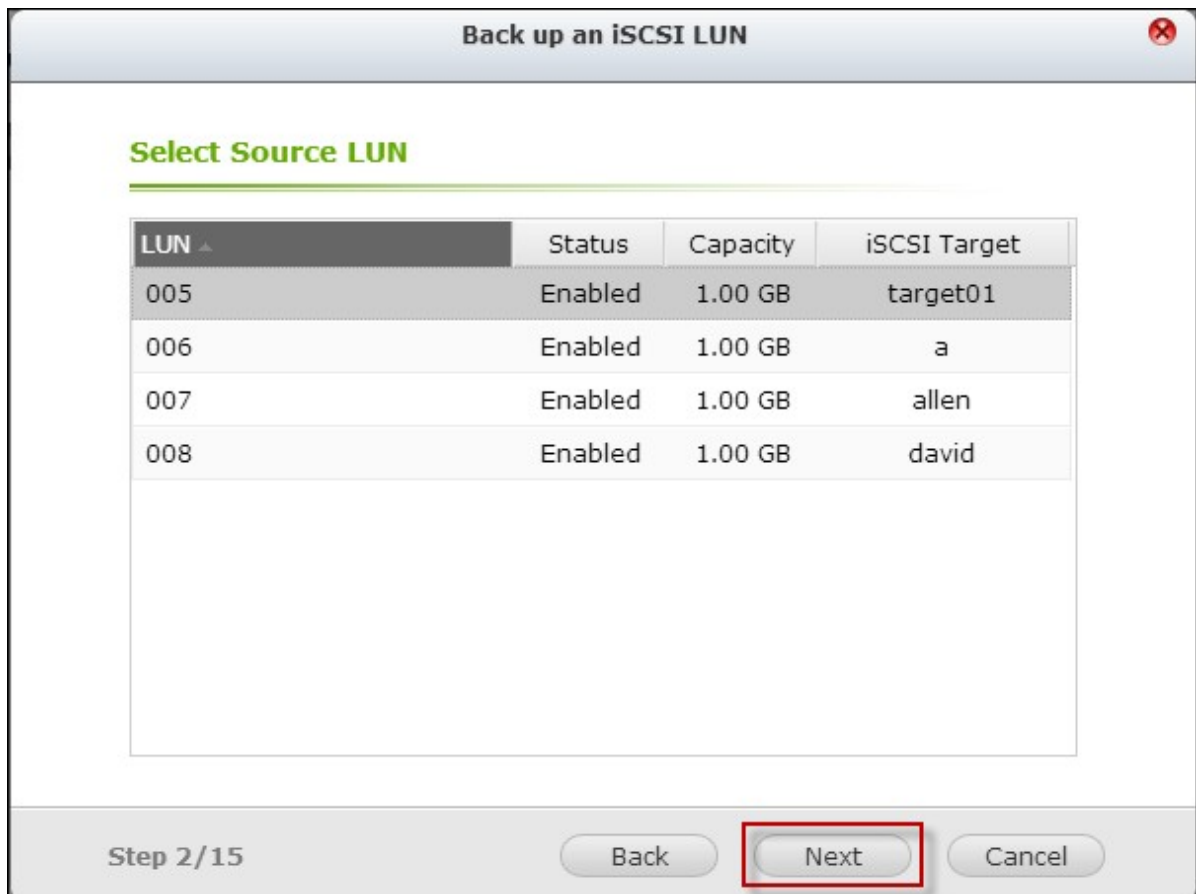 Back up an iSCSI LUN
Select Source LUN
LUN Status Capacity iSCSI Target
005 Enabled 1.00 GB target01
006 Enabled 1.00 GB a
007 Enabled 1.00 GB allen
008 Enabled 1.00 GB david
Step 2/15 Back Next Cancel